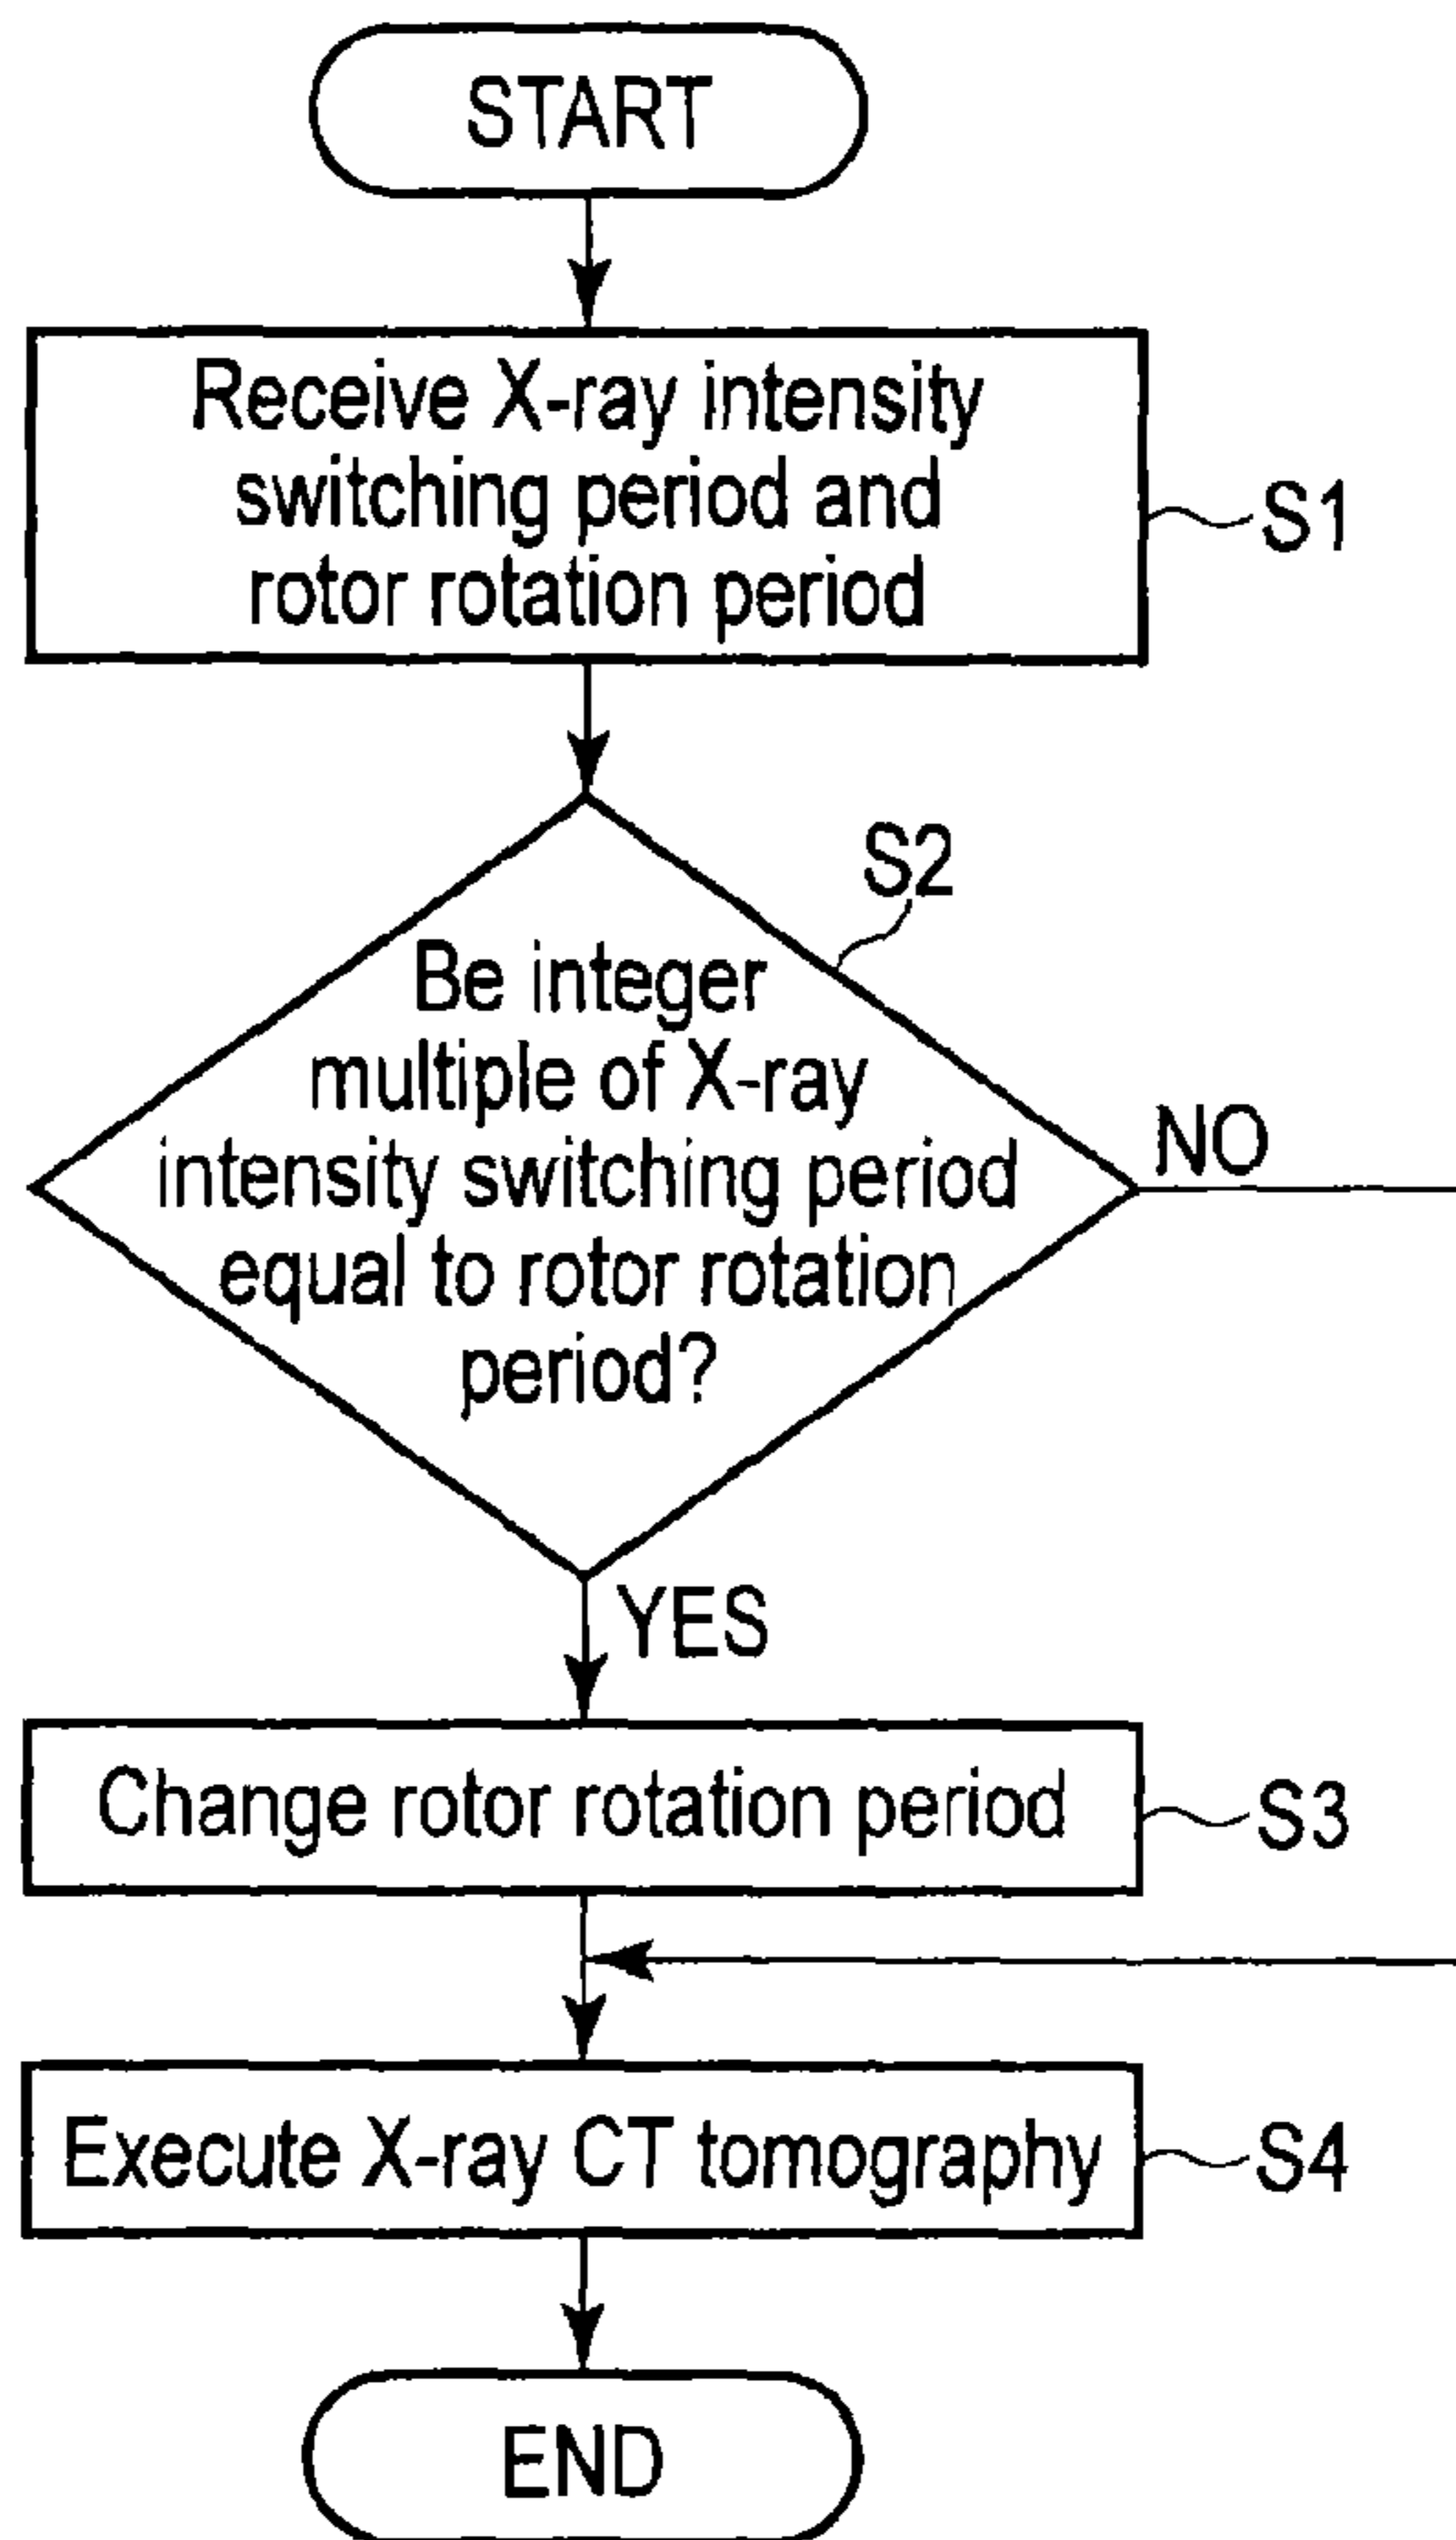 START
Receive X-ray intensity
switching period and
rotor rotation period
S1
S2
Be integer
multiple of X-ray
intensity switching period
equal to rotor rotation
period?
NO
YES
Change rotor rotation period
S3
Execute X-ray CT tomography
S4
END